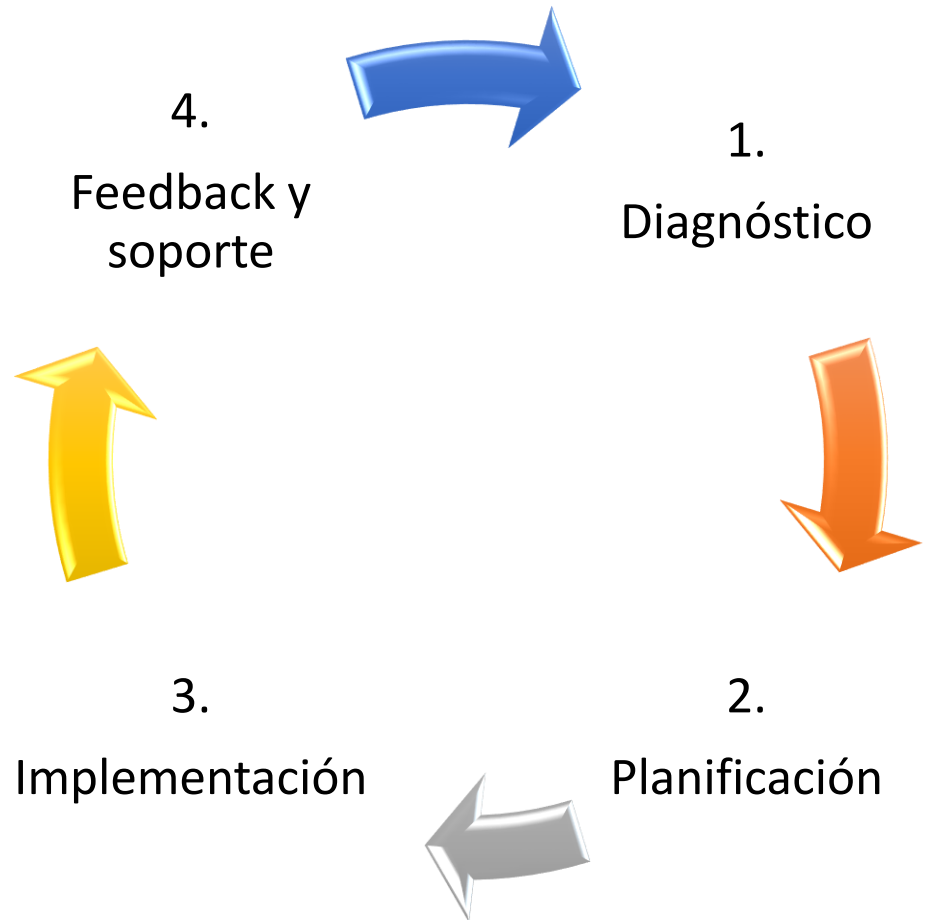 1.
Diagnóstico
2.
Planificación
3.
Implementación
4.
Feedback y
soporte